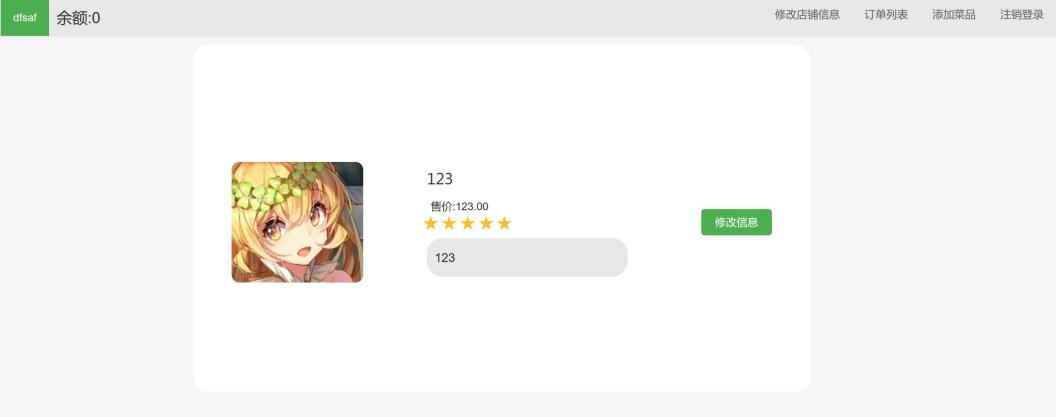 dfsaf 余额:0 修改店铺信息 订单列表 添加菜品 注销登录
123
售价:123.00
修改信息
123